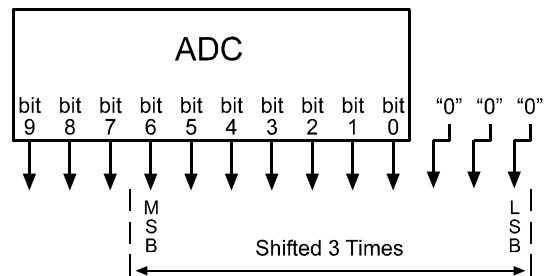 ADC
bit bit bit bit bit bit bit bit bit bit "0" "0" "0"
9 8 7 6 5 4 3 2 1 0
MSB LSB
Shifted 3 Times